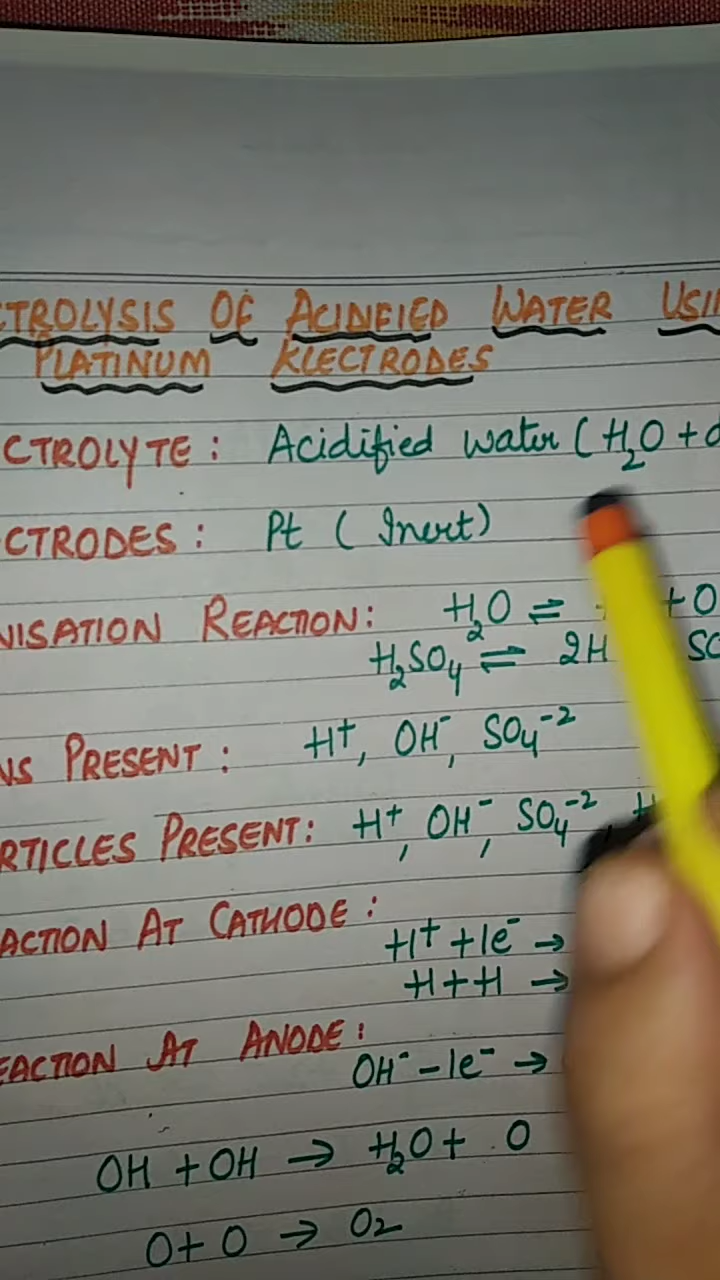 CTROLYSIS OF ACIDIFIED WATER USI
PLATINUM ELECTRODES
CTROLYTE: Acidified water (H₂O + d
CTRODES: Pt (Inert)
NISATION REACTION: H₂O ⇌ + O
H₂SO₄ ⇌ 2H SO
NS PRESENT: H⁺, OH⁻, SO₄⁻²
RTICLES PRESENT: H⁺, OH⁻, SO₄⁻², H
ACTION AT CATHODE:
H⁺ + 1e⁻ →
H + H →
EACTION AT ANODE:
OH⁻ - 1e⁻ →
OH + OH → H₂O + O
O + O → O₂